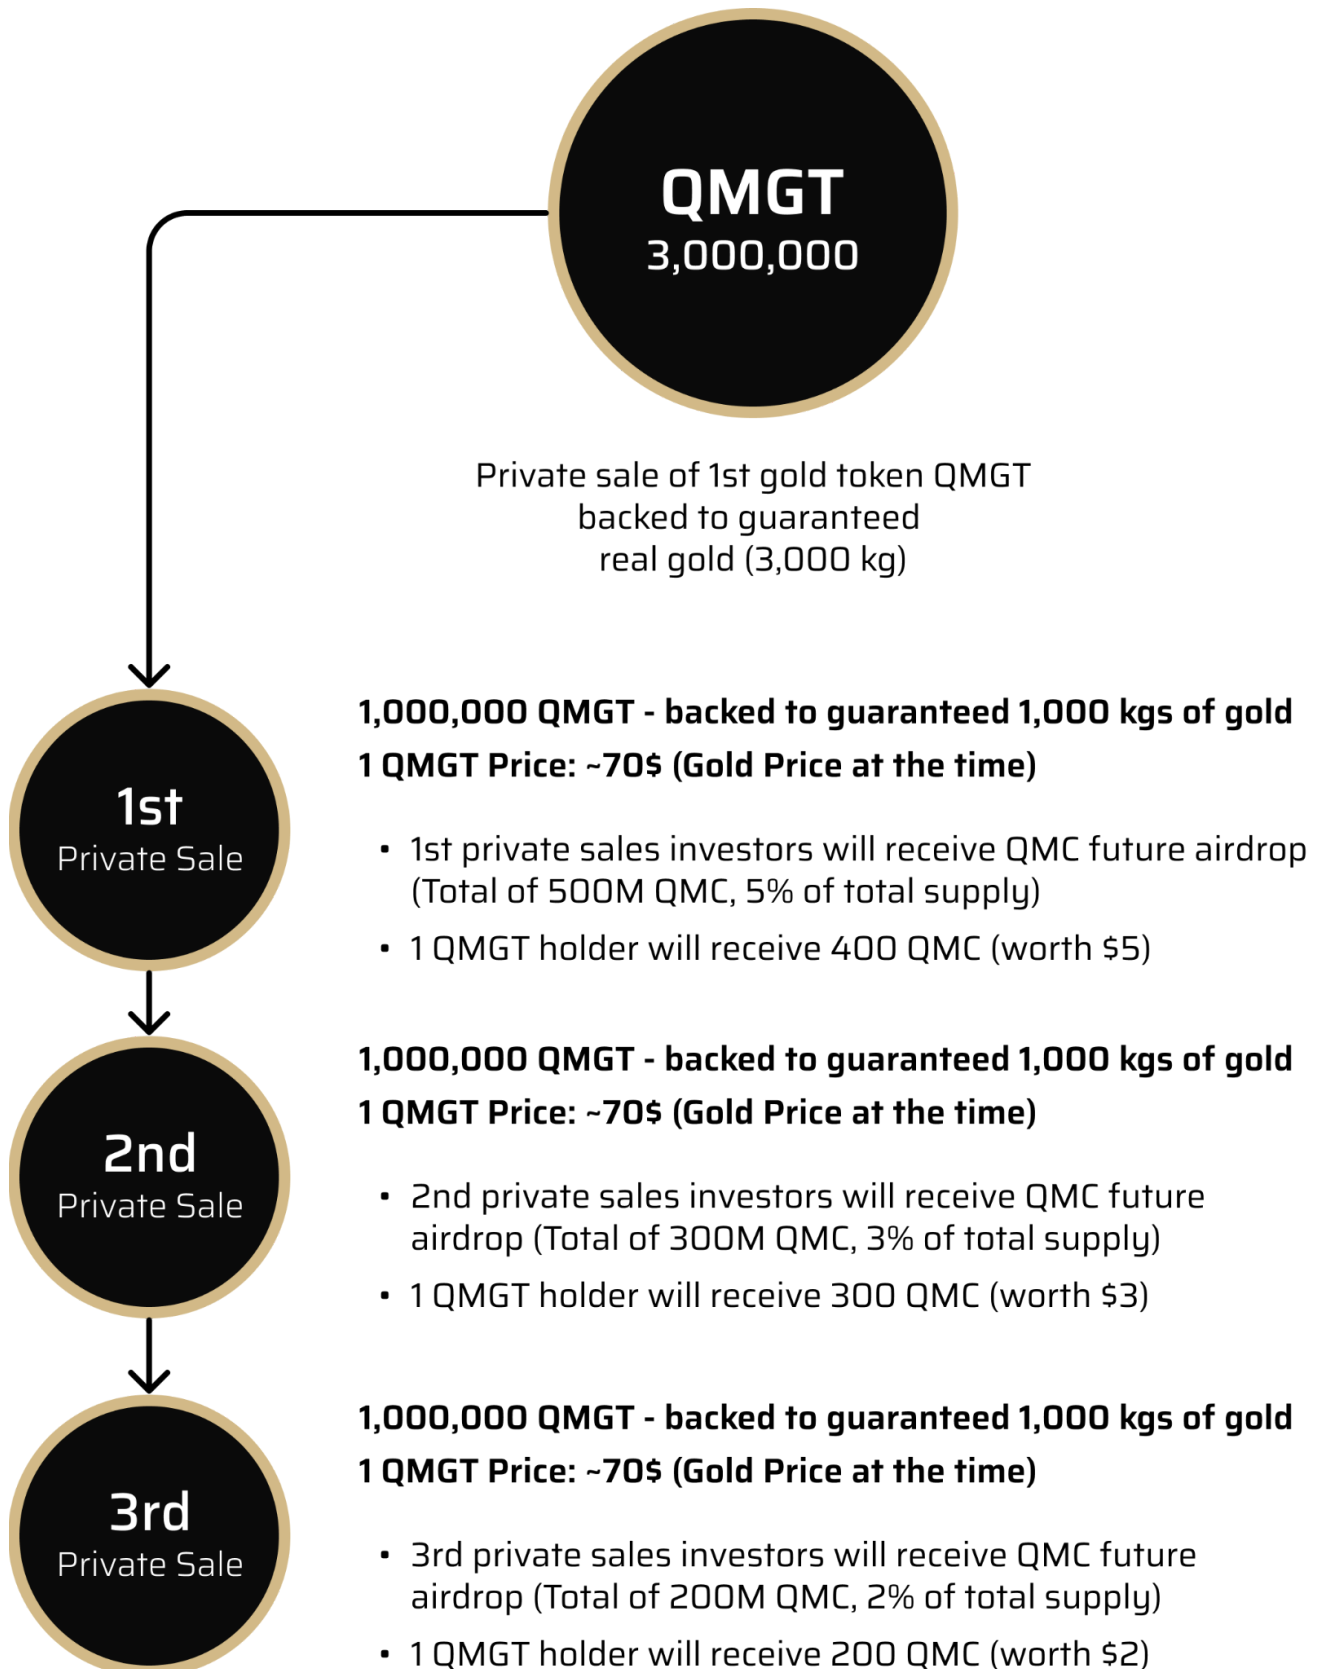 QMGT
3,000,000
Private sale of 1st gold token QMGT
backed to guaranteed
real gold (3,000 kg)
1st
Private Sale
1,000,000 QMGT - backed to guaranteed 1,000 kgs of gold
1 QMGT Price: ~70$ (Gold Price at the time)
• 1st private sales investors will receive QMC future airdrop
(Total of 500M QMC, 5% of total supply)
• 1 QMGT holder will receive 400 QMC (worth $5)
2nd
Private Sale
1,000,000 QMGT - backed to guaranteed 1,000 kgs of gold
1 QMGT Price: ~70$ (Gold Price at the time)
• 2nd private sales investors will receive QMC future
airdrop (Total of 300M QMC, 3% of total supply)
• 1 QMGT holder will receive 300 QMC (worth $3)
3rd
Private Sale
1,000,000 QMGT - backed to guaranteed 1,000 kgs of gold
1 QMGT Price: ~70$ (Gold Price at the time)
• 3rd private sales investors will receive QMC future
airdrop (Total of 200M QMC, 2% of total supply)
• 1 QMGT holder will receive 200 QMC (worth $2)